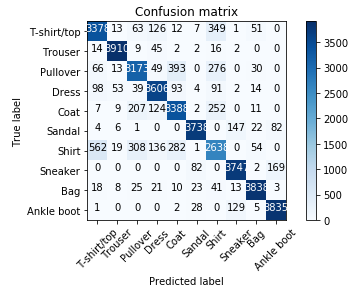 Confusion matrix
True label
T-shirt/top 3378 13 63 126 12 7 349 1 51 0
Trouser 14 3910 9 45 2 2 16 2 0 0
Pullover 66 13 3173 49 393 0 276 0 30 0
Dress 98 53 39 3606 93 4 91 2 14 0
Coat 7 9 207 124 3388 2 252 0 11 0
Sandal 4 6 1 0 0 3738 0 147 22 82
Shirt 562 19 308 136 282 1 2638 0 54 0
Sneaker 0 0 0 0 0 82 0 3747 2 169
Bag 18 8 25 21 10 23 41 13 3838 3
Ankle boot 1 0 0 0 2 28 0 129 5 3835
T-shirt/top Trouser Pullover Dress Coat Sandal Shirt Sneaker Bag Ankle boot
Predicted label
3500
3000
2500
2000
1500
1000
500
0